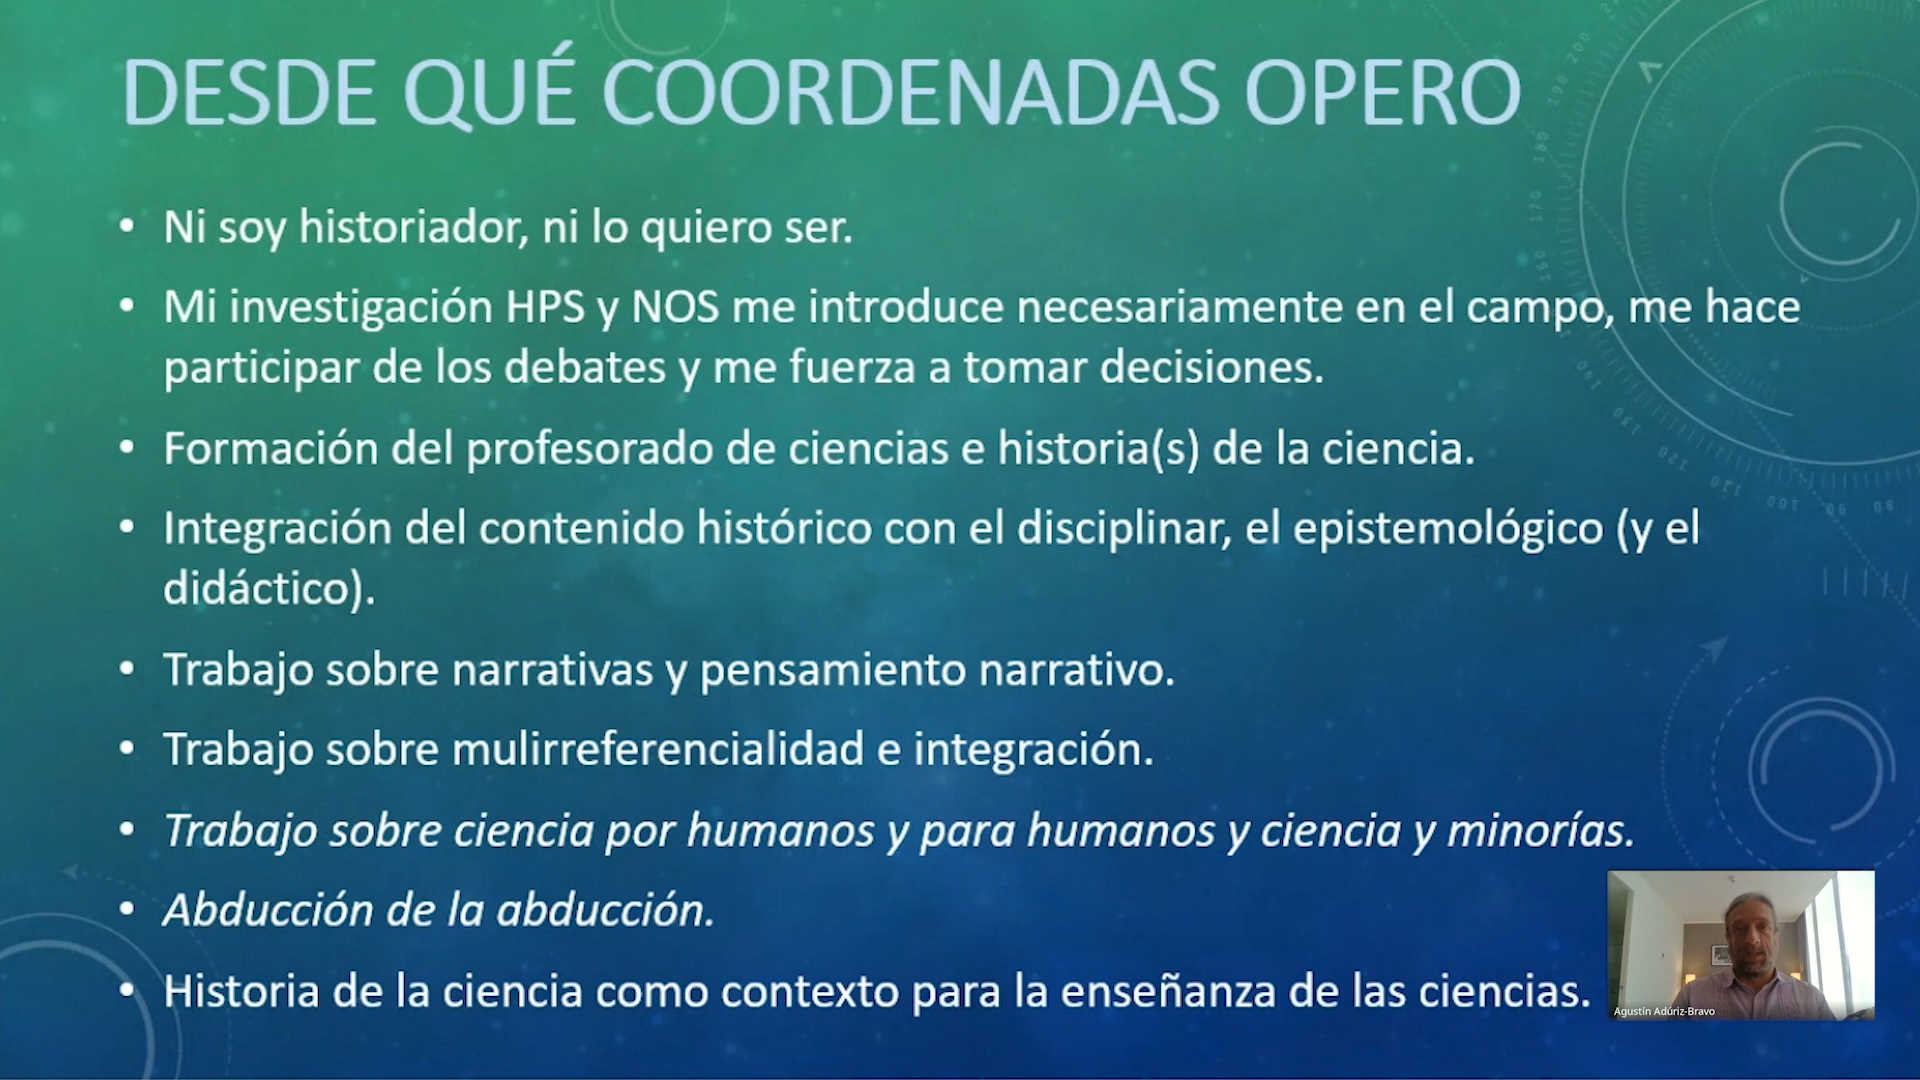 DESDE QUÉ COORDENADAS OPERO
• Ni soy historiador, ni lo quiero ser.
• Mi investigación HPS y NOS me introduce necesariamente en el campo, me hace
participar de los debates y me fuerza a tomar decisiones.
• Formación del profesorado de ciencias e historia(s) de la ciencia.
• Integración del contenido histórico con el disciplinar, el epistemológico (y el
didáctico).
• Trabajo sobre narrativas y pensamiento narrativo.
• Trabajo sobre mulirreferencialidad e integración.
• Trabajo sobre ciencia por humanos y para humanos y ciencia y minorías.
• Abducción de la abducción.
• Historia de la ciencia como contexto para la enseñanza de las ciencias.
Agustín Adúriz-Bravo